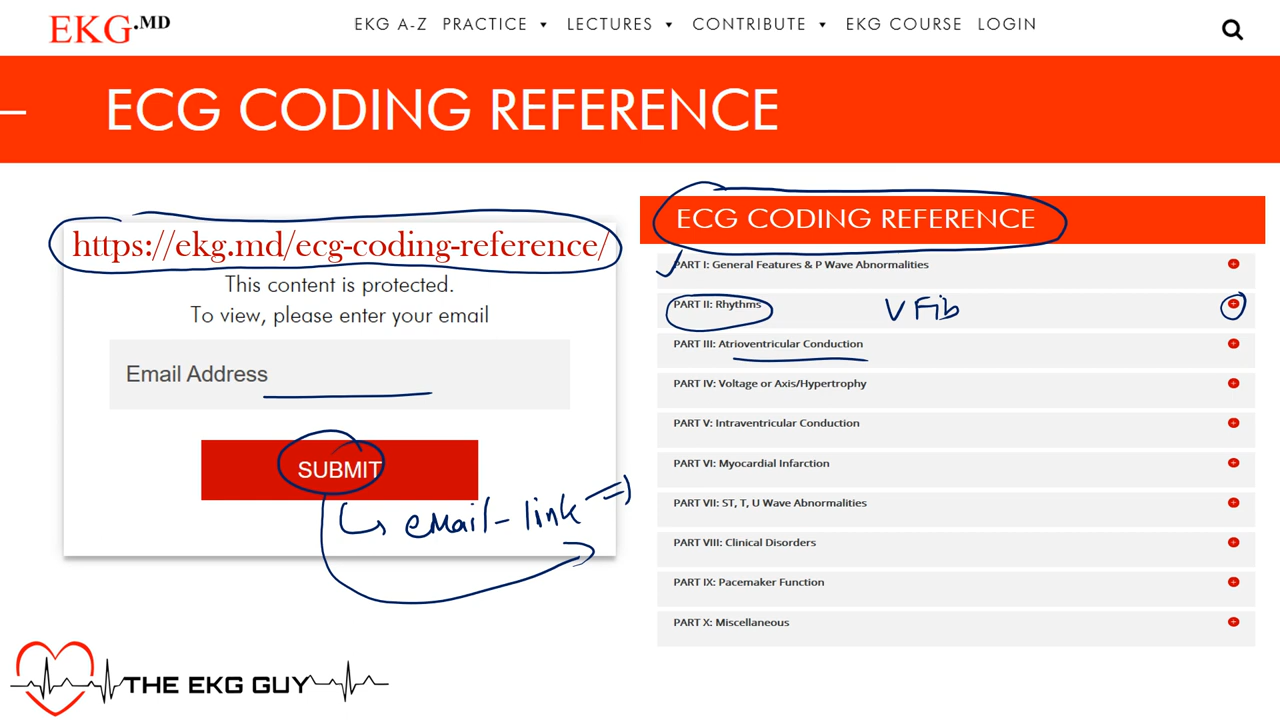 EKG.MD
EKG A-Z PRACTICE LECTURES CONTRIBUTE EKG COURSE LOGIN
ECG CODING REFERENCE
https://ekg.md/ecg-coding-reference/
This content is protected.
To view, please enter your email
Email Address
SUBMIT
email-link
ECG CODING REFERENCE
PART I: General Features & P Wave Abnormalities
PART II: Rhythms
V Fib
PART III: Atrioventricular Conduction
PART IV: Voltage or Axis/Hypertrophy
PART V: Intraventricular Conduction
PART VI: Myocardial Infarction
PART VII: ST, T, U Wave Abnormalities
PART VIII: Clinical Disorders
PART IX: Pacemaker Function
PART X: Miscellaneous
THE EKG GUY